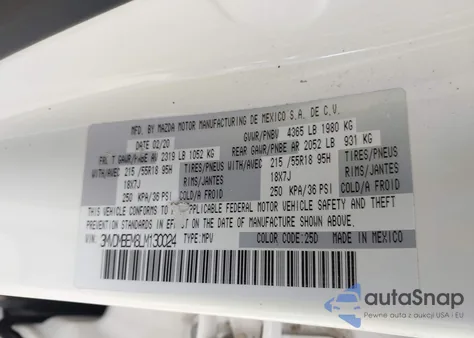 MFD. BY MAZDA MOTOR MANUFACTURING DE MEXICO S.A. DE C.V.
DATE 02/20 GVWR/PNBV 4365 LB 1980 KG
GAWR/PNBE AV 2319 LB 1052 KG REAR GAWR/PNBE AR 2052 LB 931 KG
WITH/AVEC 215/55R18 95H TIRES/PNEUS WITH/AVEC 215/55R18 95H TIRES/PNEUS
18X7J RIMS/JANTES 18X7J RIMS/JANTES
250 KPA/36 PSI COLD/A FROID 250 KPA/36 PSI COLD/A FROID
THIS VEHICLE CONFORMS TO APPLICABLE FEDERAL MOTOR VEHICLE SAFETY AND THEFT
PREVENTION STANDARDS IN EFFECT ON THE DATE OF MANUFACTURE SHOWN ABOVE.
3MVDMBEM6LM130024 TYPE: MPV COLOR CODE: 25D MADE IN MEXICO
autoSnap
Pewne auta z aukcji USA i EU